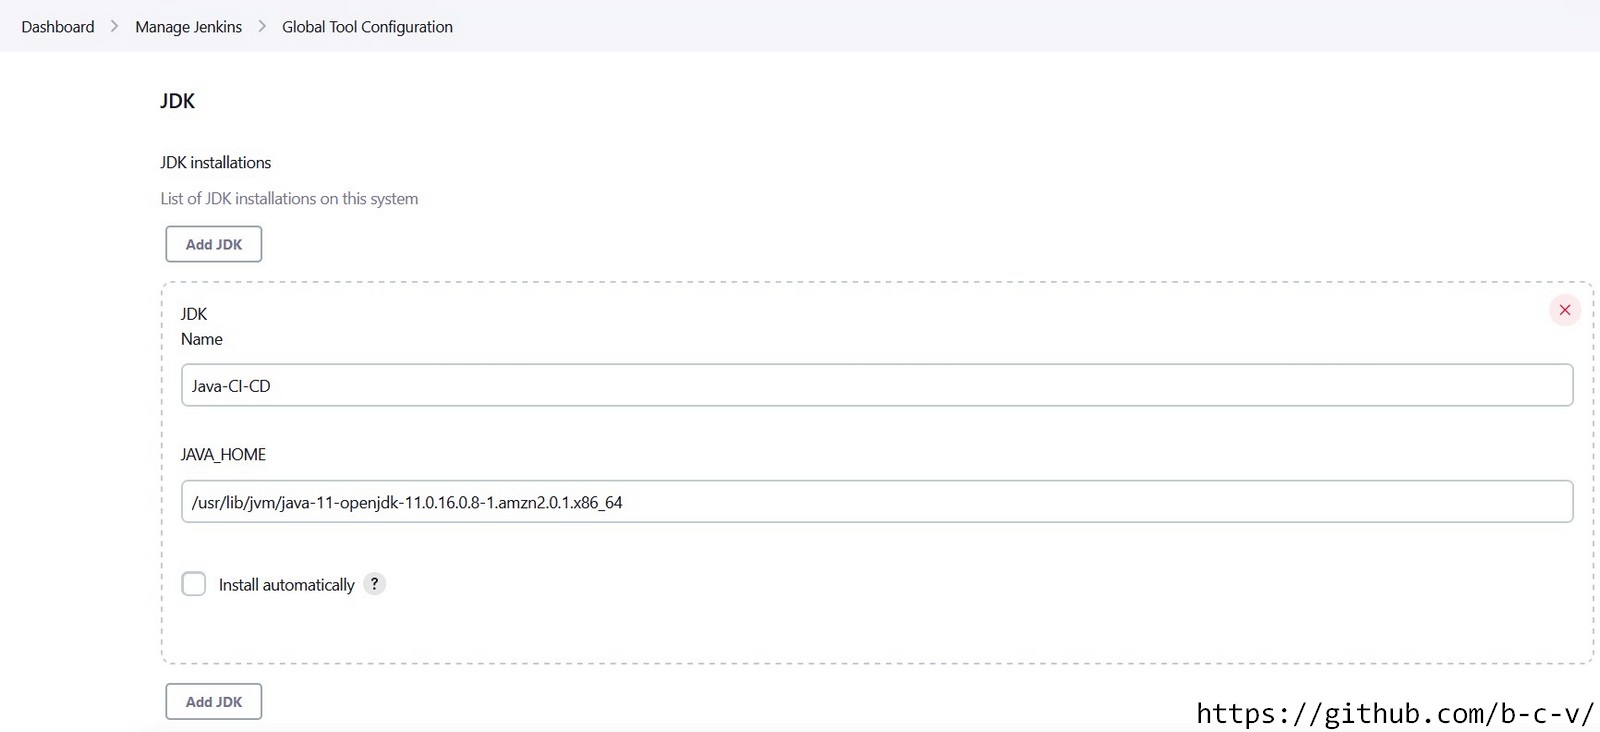 Dashboard > Manage Jenkins > Global Tool Configuration
JDK
JDK installations
List of JDK installations on this system
Add JDK
JDK
Name
Java-CI-CD
JAVA_HOME
/usr/lib/jvm/java-11-openjdk-11.0.16.0.8-1.amzn2.0.1.x86_64
Install automatically ?
Add JDK
https://github.com/b-c-v/